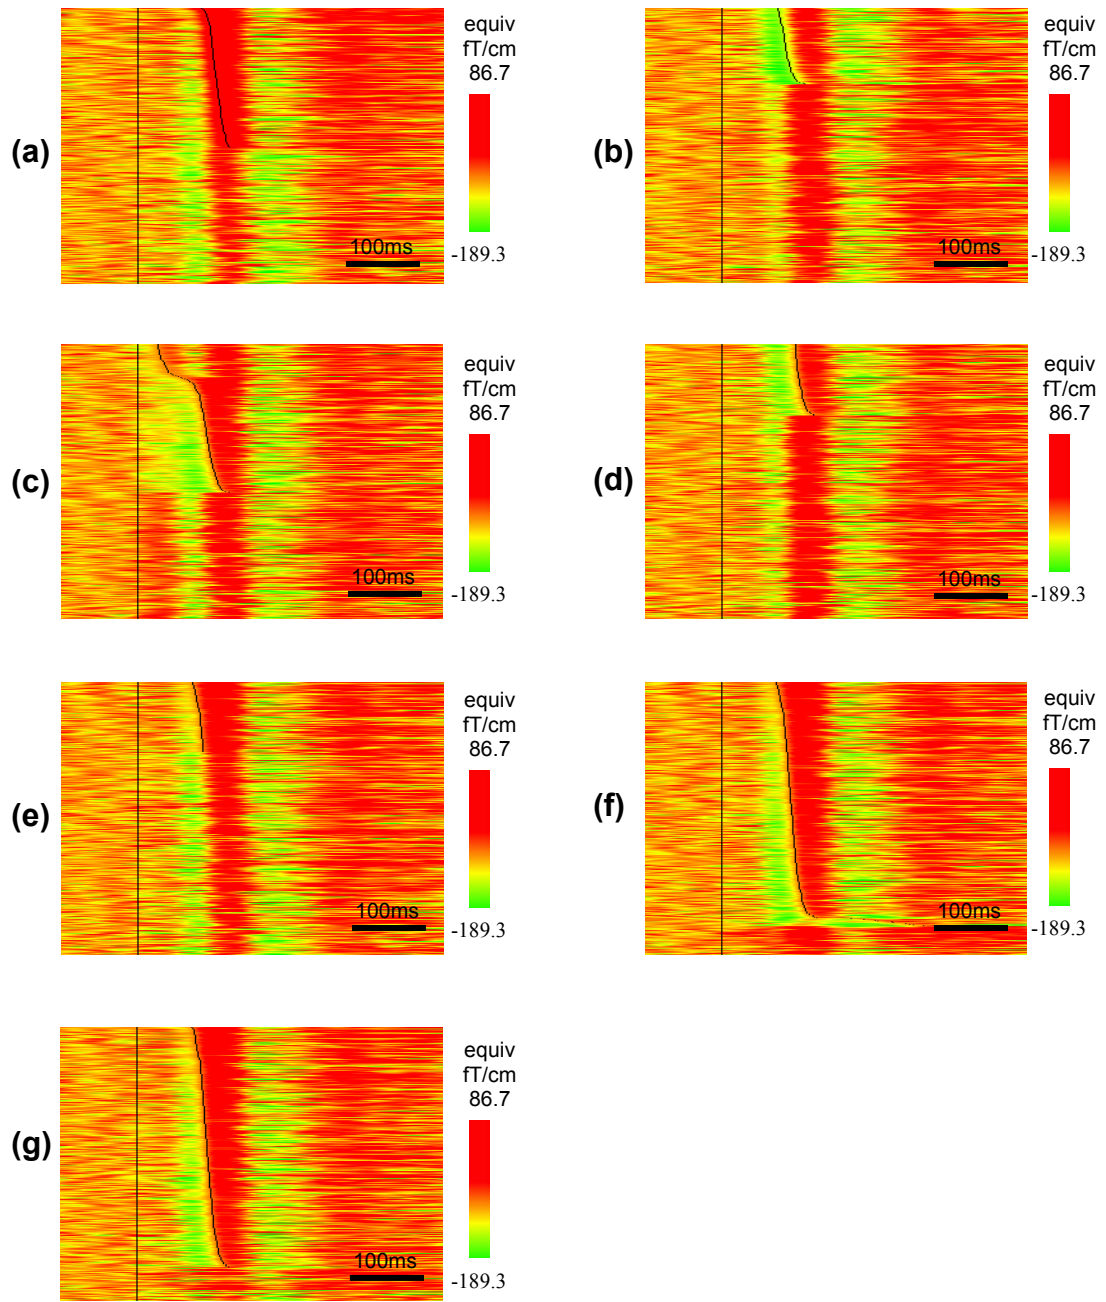 equiv
fT/cm
86.7
(a)
100ms
-189.3
equiv
fT/cm
86.7
(b)
100ms
-189.3
equiv
fT/cm
86.7
(c)
100ms
-189.3
equiv
fT/cm
86.7
(d)
100ms
-189.3
equiv
fT/cm
86.7
(e)
100ms
-189.3
equiv
fT/cm
86.7
(f)
100ms
-189.3
equiv
fT/cm
86.7
(g)
100ms
-189.3